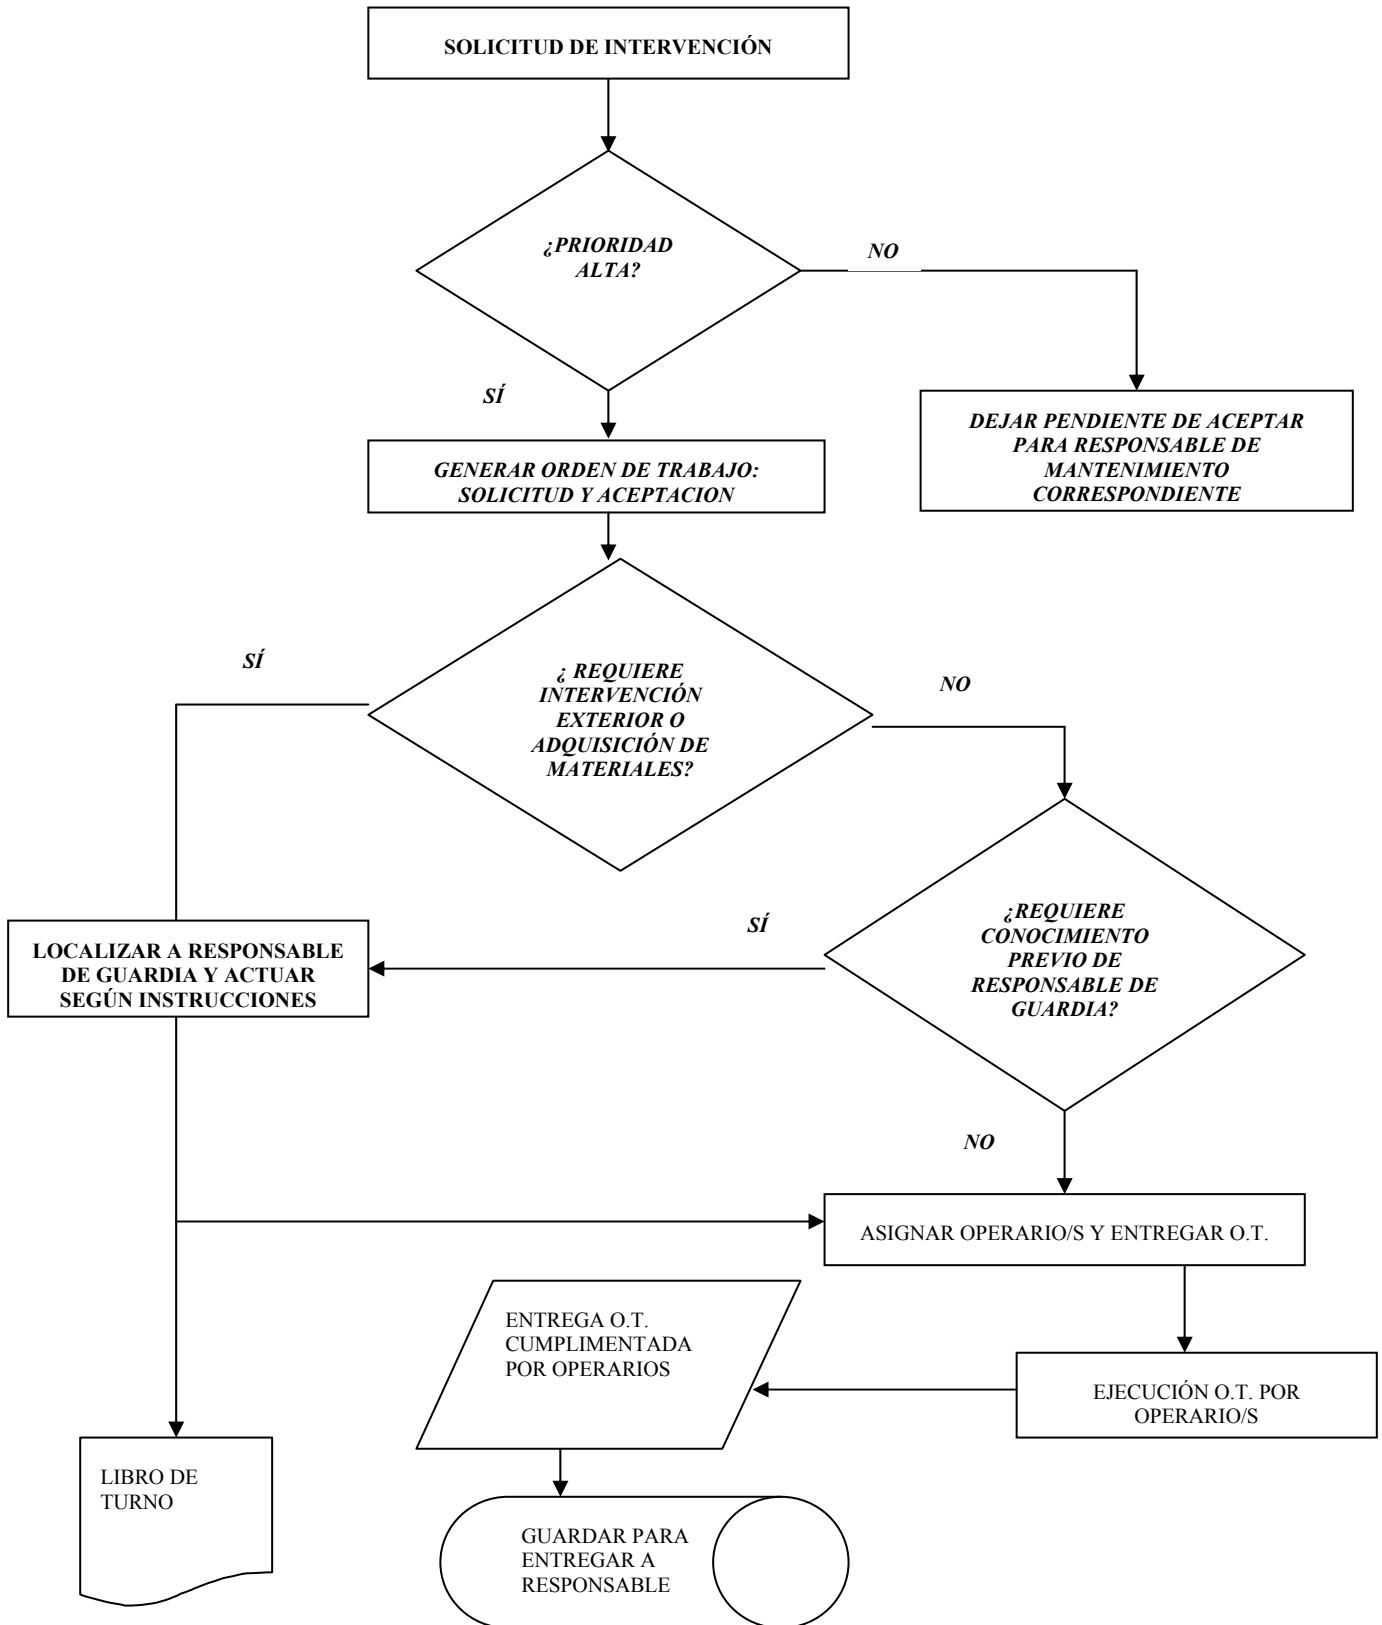 SOLICITUD DE INTERVENCIÓN
¿PRIORIDAD
ALTA?
NO
SÍ
DEJAR PENDIENTE DE ACEPTAR
PARA RESPONSABLE DE
MANTENIMIENTO
CORRESPONDIENTE
GENERAR ORDEN DE TRABAJO:
SOLICITUD Y ACEPTACION
SÍ
¿ REQUIERE
INTERVENCIÓN
EXTERIOR O
ADQUISICIÓN DE
MATERIALES?
NO
LOCALIZAR A RESPONSABLE
DE GUARDIA Y ACTUAR
SEGÚN INSTRUCCIONES
SÍ
¿REQUIERE
CONOCIMIENTO
PREVIO DE
RESPONSABLE DE
GUARDIA?
NO
ASIGNAR OPERARIO/S Y ENTREGAR O.T.
ENTREGA O.T.
CUMPLIMENTADA
POR OPERARIOS
EJECUCIÓN O.T. POR
OPERARIO/S
LIBRO DE
TURNO
GUARDAR PARA
ENTREGAR A
RESPONSABLE